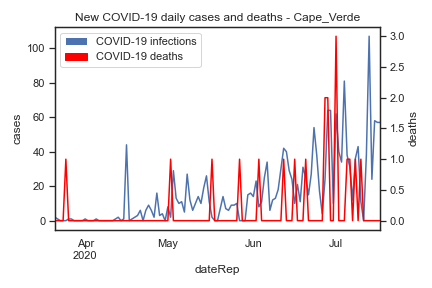 New COVID-19 daily cases and deaths - Cape_Verde
COVID-19 infections
COVID-19 deaths
100
80
60
40
20
0
cases
3.0
2.5
2.0
1.5
1.0
0.5
0.0
deaths
Apr
2020
May
Jun
Jul
dateRep